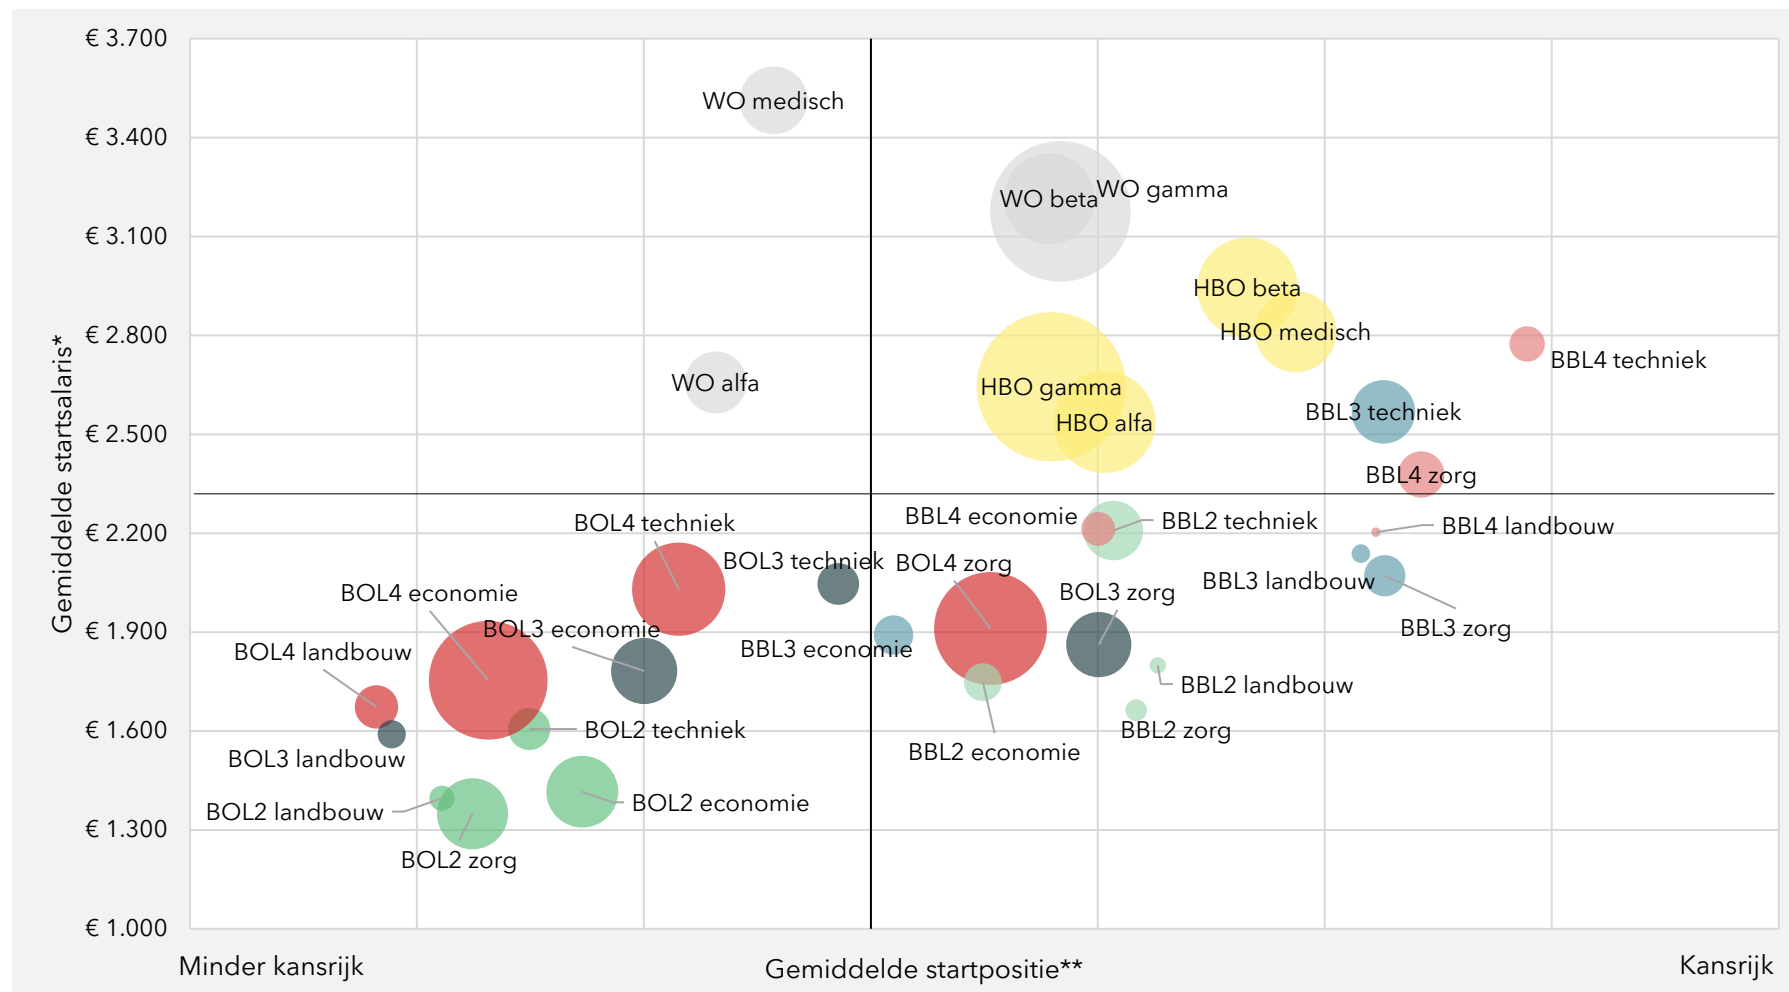 € 3.700
€ 3.400
€ 3.100
€ 2.800
€ 2.500
€ 2.200
€ 1.900
€ 1.600
€ 1.300
€ 1.000
Gemiddelde startsalaris*
WO medisch
WO beta
WO gamma
HBO beta
HBO medisch
BBL4 techniek
WO alfa
HBO gamma
HBO alfa
BBL3 techniek
BBL4 zorg
BBL4 economie
BBL2 techniek
BBL4 landbouw
BOL4 techniek
BOL3 techniek
BOL4 zorg
BBL3 landbouw
BOL4 economie
BOL3 zorg
BOL3 economie
BBL3 zorg
BBL3 economie
BOL4 landbouw
BBL2 landbouw
BOL2 techniek
BBL2 zorg
BBL2 economie
BOL3 landbouw
BOL2 economie
BOL2 landbouw
BOL2 zorg
Minder kansrijk
Gemiddelde startpositie**
Kansrijk